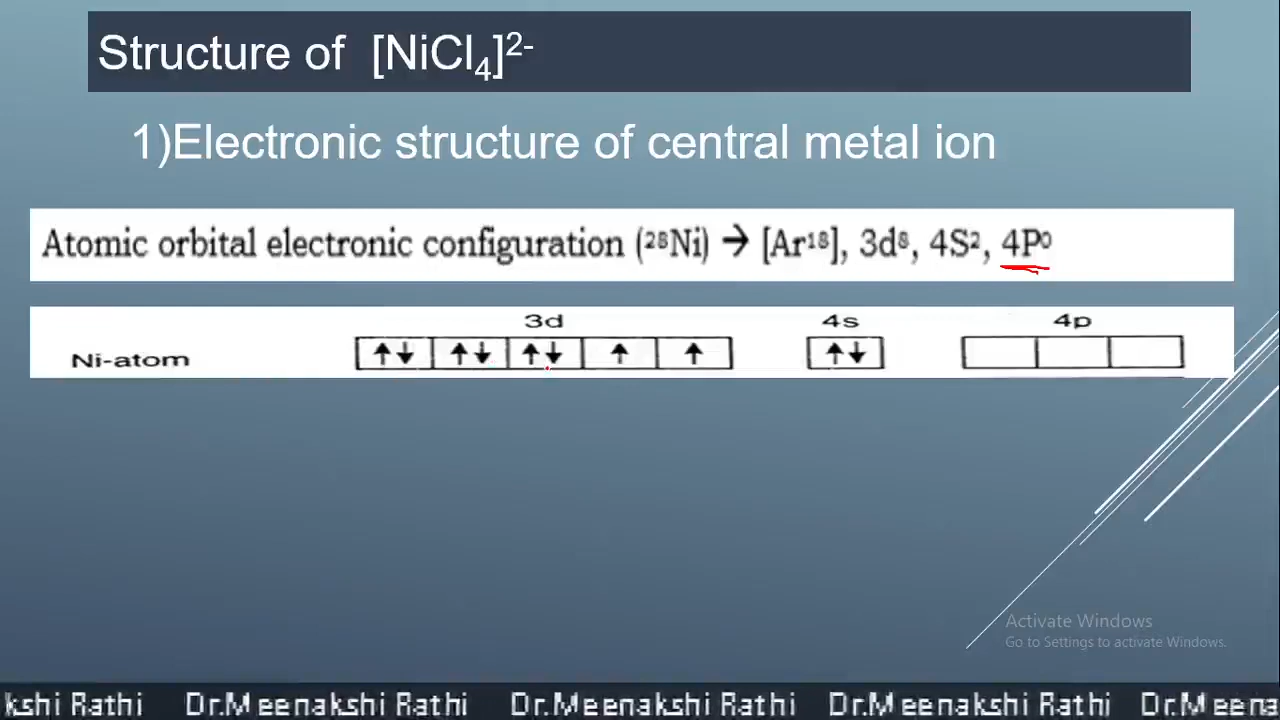 Structure of [NiCl₄]²⁻
1)Electronic structure of central metal ion
Atomic orbital electronic configuration (²⁸Ni) → [Ar¹⁸], 3d⁸, 4S², 4P⁰
3d 4s 4p
Ni-atom ↑↓ ↑↓ ↑↓ ↑ ↑ ↑↓
Activate Windows
Go to Settings to activate Windows.
kshi Rathi Dr.Meenakshi Rathi Dr.Meenakshi Rathi Dr.Meenakshi Rathi Dr.Meena